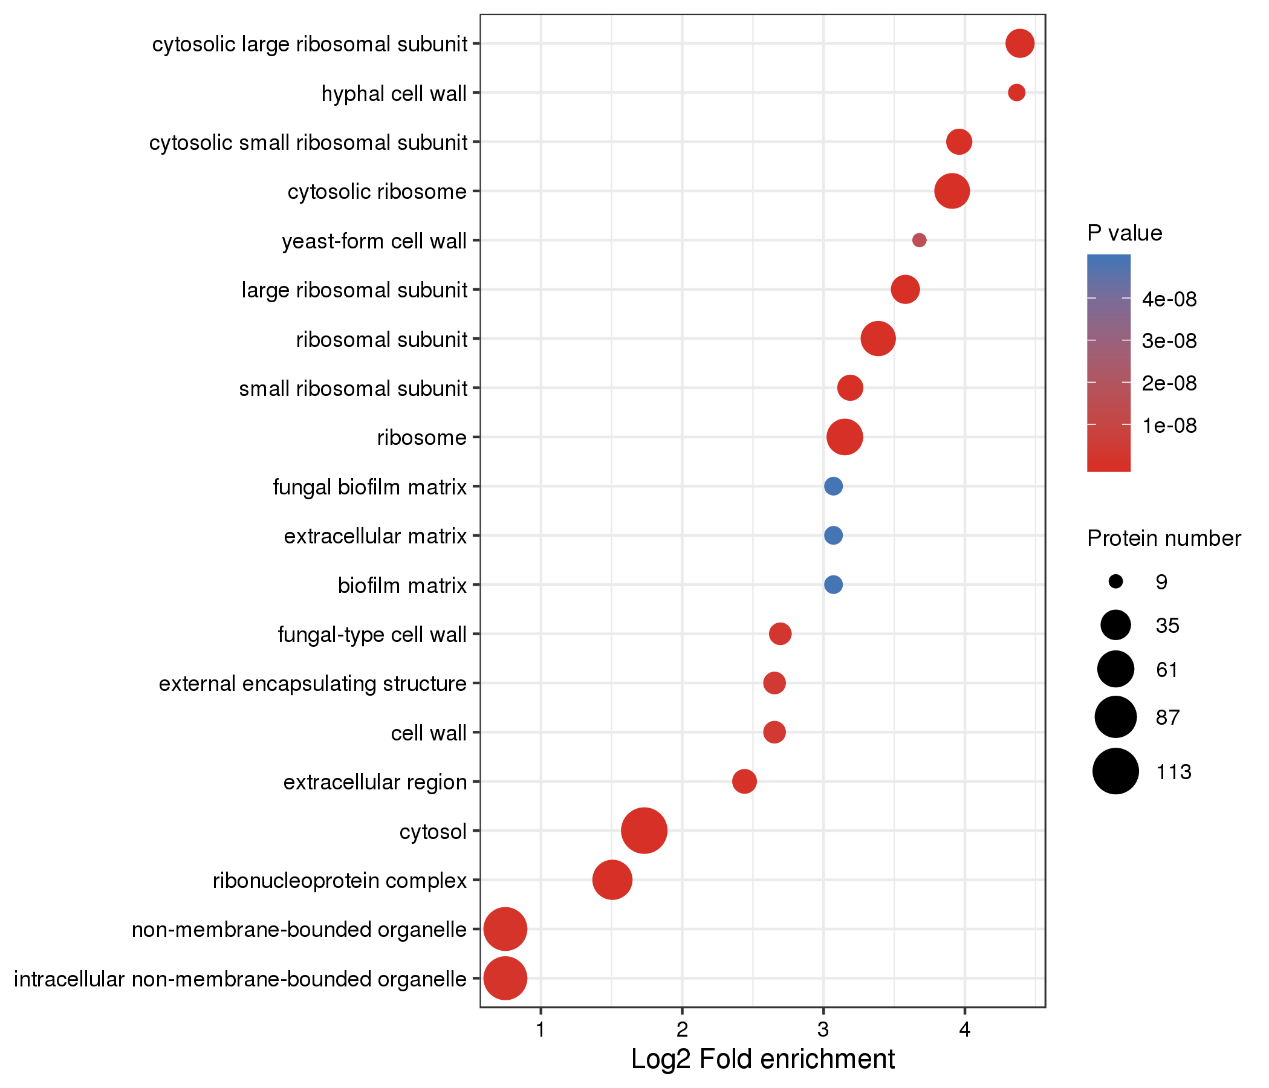 cytosolic large ribosomal subunit
hyphal cell wall
cytosolic small ribosomal subunit
cytosolic ribosome
yeast-form cell wall
large ribosomal subunit
ribosomal subunit
small ribosomal subunit
ribosome
fungal biofilm matrix
extracellular matrix
biofilm matrix
fungal-type cell wall
external encapsulating structure
cell wall
extracellular region
cytosol
ribonucleoprotein complex
non-membrane-bounded organelle
intracellular non-membrane-bounded organelle
1 2 3 4
Log2 Fold enrichment
P value
4e-08
3e-08
2e-08
1e-08
Protein number
9
35
61
87
113